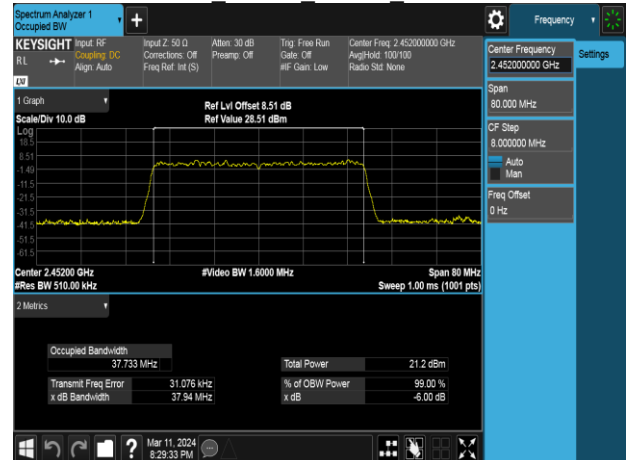 Spectrum Analyzer 1
Occupied BW
Frequency
KEYSIGHT Input: RF Input Z: 50 Ω Atten: 30 dB Trig: Free Run Center Freq: 2.452000000 GHz
RL Coupling: DC Corrections: Off Preamp: Off Gate: Off Avg|Hold: 100/100
Align: Auto Freq Ref: Int (S) #IF Gain: Low Radio Std: None
LXI
Center Frequency
2.452000000 GHz
Settings
Span
80.000 MHz
CF Step
8.000000 MHz
Auto
Man
Freq Offset
0 Hz
1 Graph
Ref Lvl Offset 8.51 dB
Scale/Div 10.0 dB Ref Value 28.51 dBm
Log
18.5
8.51
-1.49
-11.5
-21.5
-31.5
-41.5
-51.5
-61.5
Center 2.45200 GHz #Video BW 1.6000 MHz Span 80 MHz
#Res BW 510.00 kHz Sweep 1.00 ms (1001 pts)
2 Metrics
Occupied Bandwidth
37.733 MHz Total Power 21.2 dBm
Transmit Freq Error 31.076 kHz % of OBW Power 99.00 %
x dB Bandwidth 37.94 MHz x dB -6.00 dB
Mar 11, 2024
8:29:33 PM